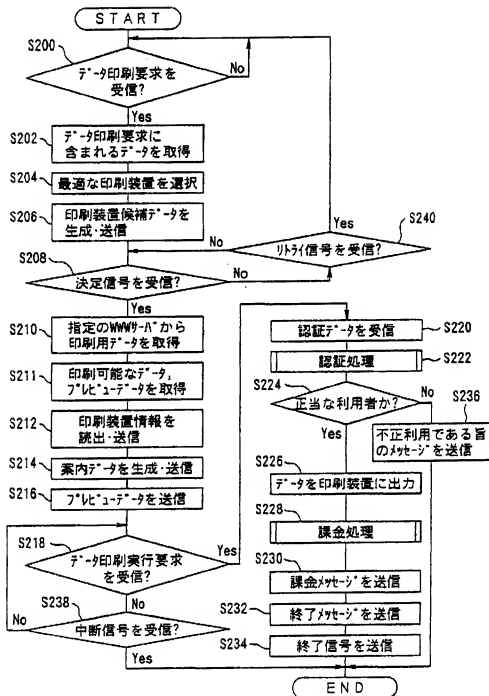 START
S200
データ印刷要求を
受信?
No
Yes
S202
データ印刷要求に
含まれるデータを取得
S204
最適な印刷装置を選択
S206
印刷装置候補データを
生成・送信
S208
決定信号を受信?
No
Yes
S240
リトライ信号を受信?
No
Yes
S210
指定のWWWサーバから
印刷用データを取得
S211
印刷可能なデータ,
プレビューデータを取得
S212
印刷装置情報を
読出・送信
S214
案内データを生成・送信
S216
プレビューデータを送信
S218
データ印刷実行要求
を受信?
Yes
No
S238
中断信号を受信?
No
Yes
認証データを受信
S220
認証処理
S222
S224
正当な利用者か?
No
Yes
S236
不正利用である旨
のメッセージを送信
S226
データを印刷装置に出力
S228
課金処理
S230
課金メッセージを送信
S232
終了メッセージを送信
S234
終了信号を送信
END